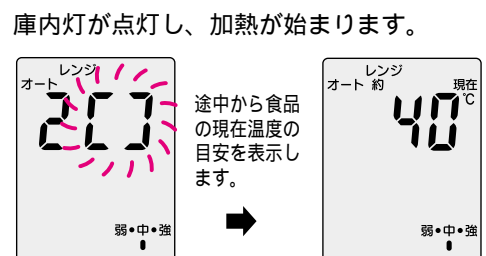 庫内灯が点灯し、加熱が始まります。
レンジ
オート
2[ ]
弱•中•強
途中から食品
の現在温度の
目安を表示し
ます。
レンジ
オート 約 現在
40℃
弱•中•強